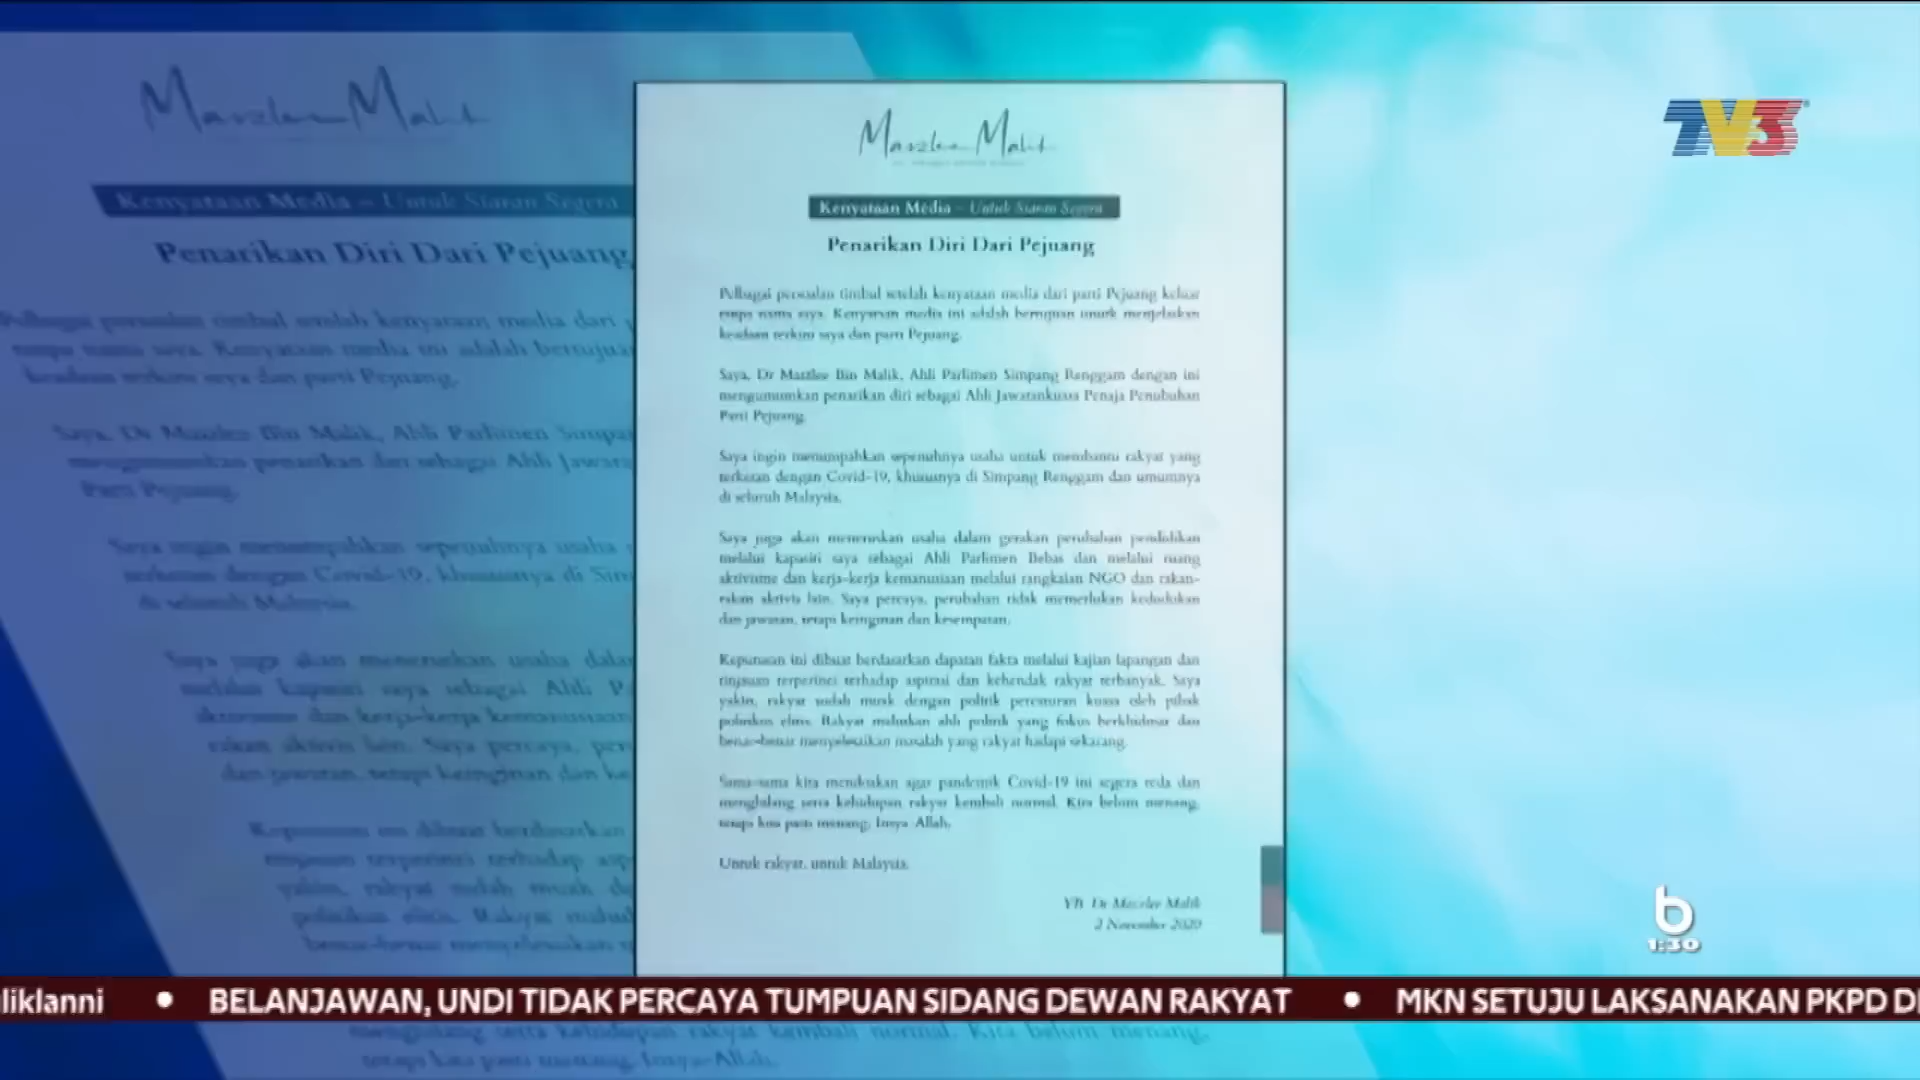 Maszlee Malik
Kenyataan Media – Untuk Siaran Segera
Penarikan Diri Dari Pejuang
Pelbagai persoalan timbul setelah kenyataan media dari parti Pejuang keluar
tanpa nama saya. Kenyataan media ini adalah bertujuan untuk menjelaskan
keadaan terkini saya dan parti Pejuang.
Saya, Dr Maszlee Bin Malik, Ahli Parlimen Simpang Renggam dengan ini
mengumumkan penarikan diri sebagai Ahli Jawatankuasa Penaja Penubuhan
Parti Pejuang.
Saya ingin menumpahkan sepenuhnya usaha untuk membantu rakyat yang
terkesan dengan Covid-19, khususnya di Simpang Renggam dan umumnya
di seluruh Malaysia.
Saya juga akan meneruskan usaha dalam gerakan perubahan pendidikan
melalui kapasiti saya sebagai Ahli Parlimen Bebas dan melalui ruang
aktivisme dan kerja-kerja kemanusiaan melalui rangkaian NGO dan rakan-
rakan aktivis lain. Saya percaya, perubahan tidak memerlukan kedudukan
dan jawatan, tetapi keinginan dan kesempatan.
Keputusan ini dibuat berdasarkan dapatan fakta melalui kajian lapangan dan
tinjauan terperinci terhadap aspirasi dan kehendak rakyat terbanyak. Saya
yakin, rakyat sudah muak dengan politik perebutan kuasa oleh pihak
politikus elitis. Rakyat mahukan ahli politik yang fokus berkhidmat dan
benar-benar menyelesaikan masalah yang rakyat hadapi sekarang.
Sama-sama kita mendoakan agar pandemik Covid-19 ini segera reda dan
menghilang serta kehidupan rakyat kembali normal. Kita belum menang,
tetapi kita pasti menang, Insya-Allah.
Untuk rakyat, untuk Malaysia.
YB Dr Maszlee Malik
2 November 2020
TV3
b
1:30
liklanni • BELANJAWAN, UNDI TIDAK PERCAYA TUMPUAN SIDANG DEWAN RAKYAT • MKN SETUJU LAKSANAKAN PKPD DI